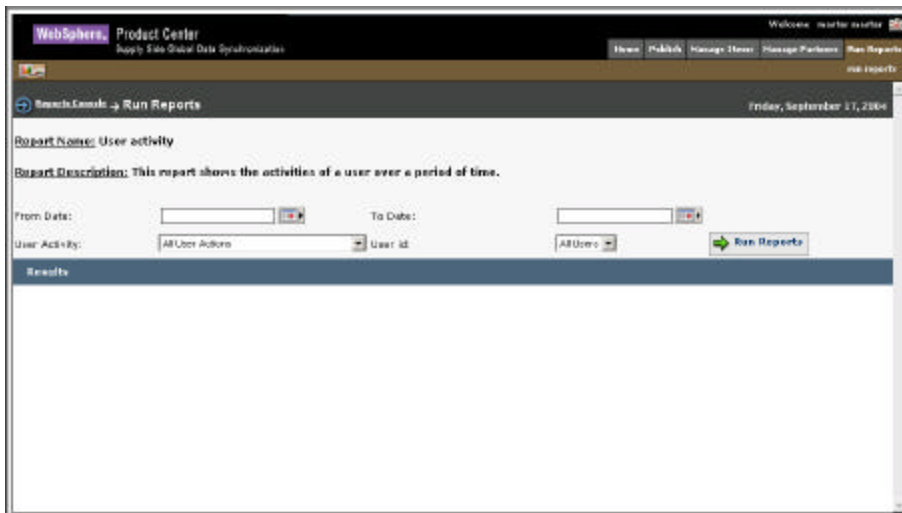 WebSphere. Product Center
Supply Side Global Data Synchronization
Welcome
Home Publish Manage Items Manage Partners Run Reports
run reports
Reports Console → Run Reports
Friday, September 17, 2004
Report Name: User activity
Report Description: This report shows the activities of a user over a period of time.
From Date: To Date:
User Activity: All User Actions User id: All Users Run Reports
Results